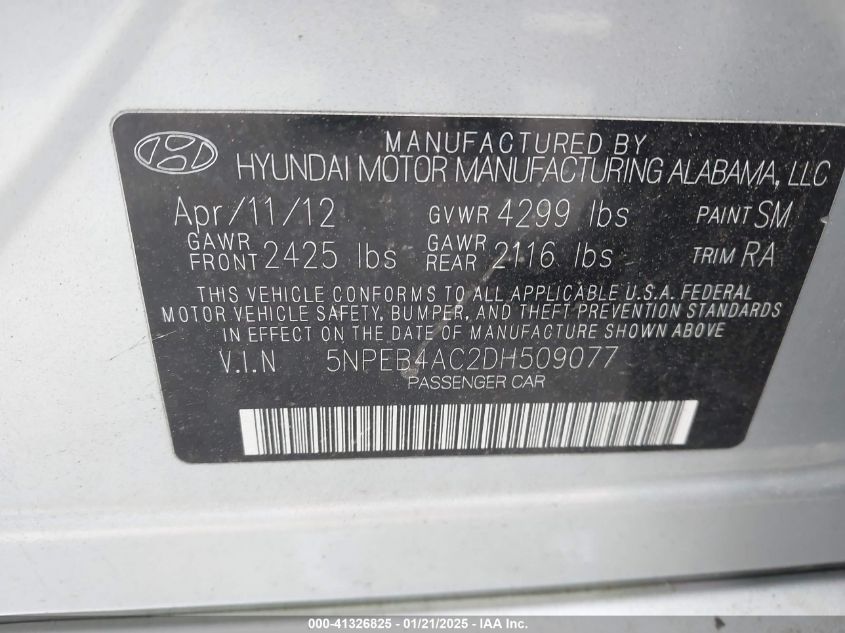 MANUFACTURED BY
HYUNDAI MOTOR MANUFACTURING ALABAMA, LLC
Apr/11/12 GVWR 4299 lbs PAINT SM
GAWR FRONT 2425 lbs GAWR REAR 2116 lbs TRIM RA
THIS VEHICLE CONFORMS TO ALL APPLICABLE U.S.A. FEDERAL
MOTOR VEHICLE SAFETY, BUMPER, AND THEFT PREVENTION STANDARDS
IN EFFECT ON THE DATE OF MANUFACTURE SHOWN ABOVE.
V.I.N 5NPEB4AC2DH509077
PASSENGER CAR
000-41326825 - 01/21/2025 - IAA Inc.